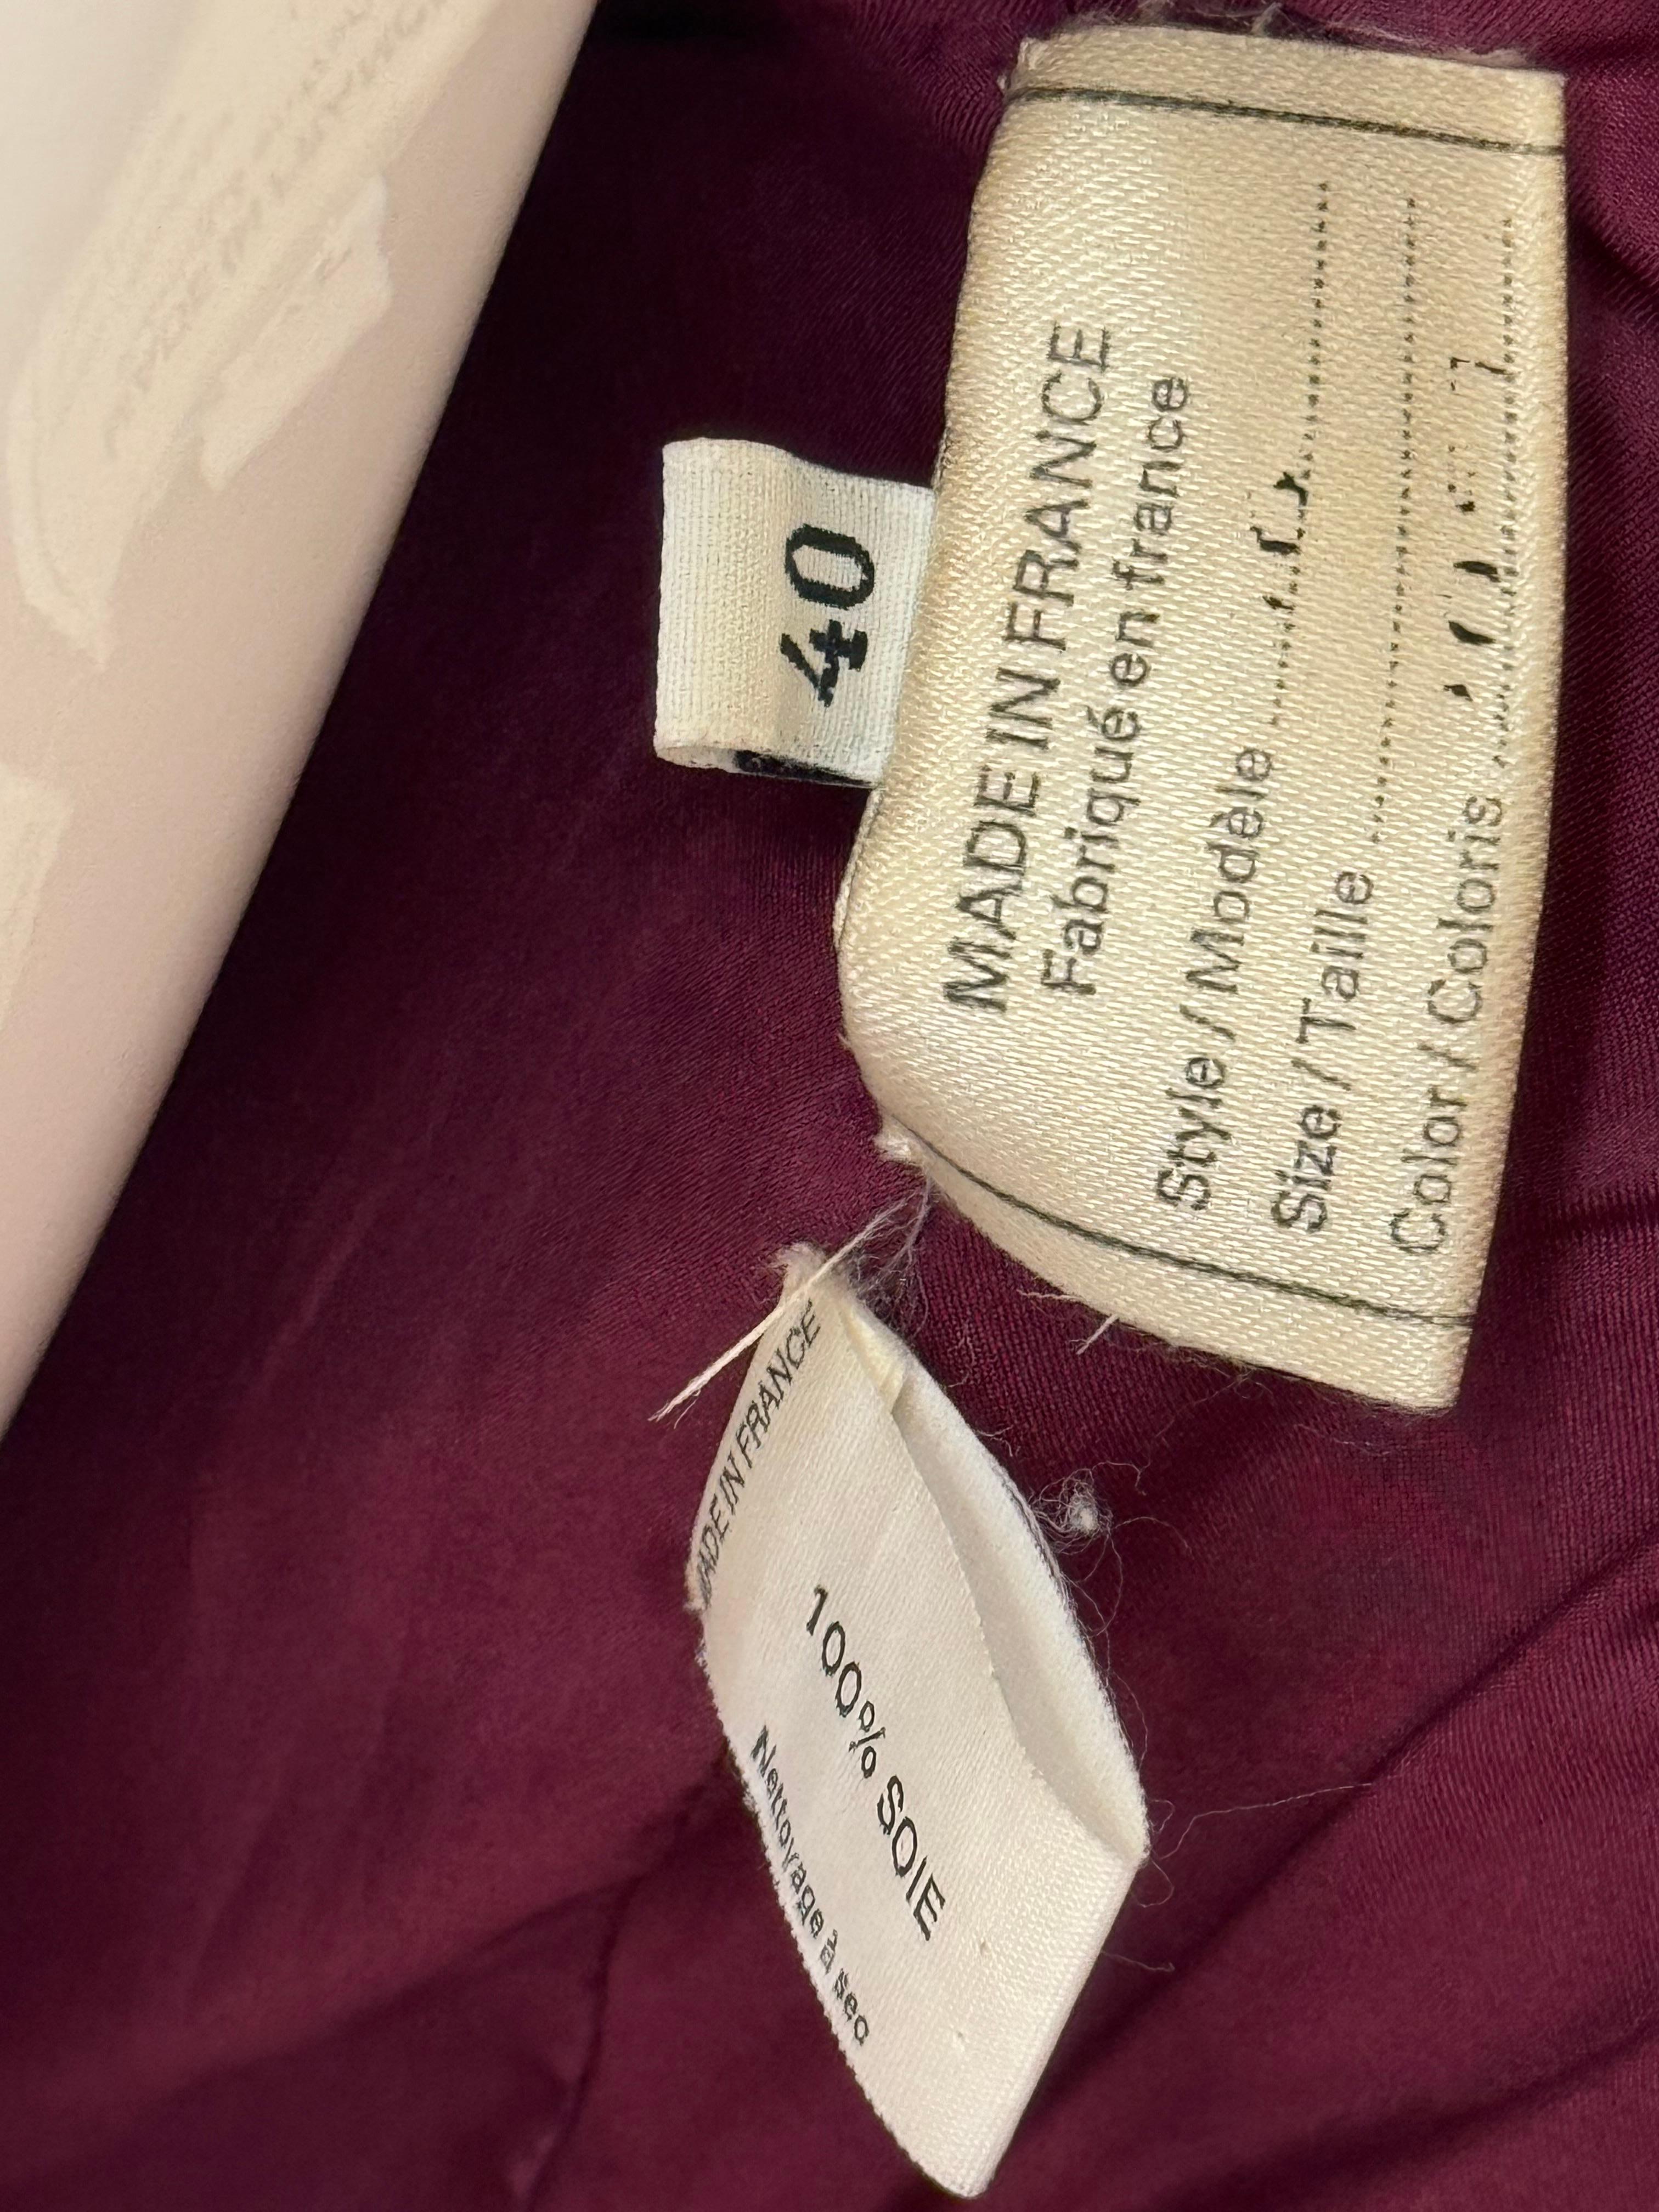 40
MADE IN FRANCE
Fabriqué en france
Style / Modèle
Size / Taille
Color / Coloris
MADE IN FRANCE
100% SOIE
Nettoyage à sec